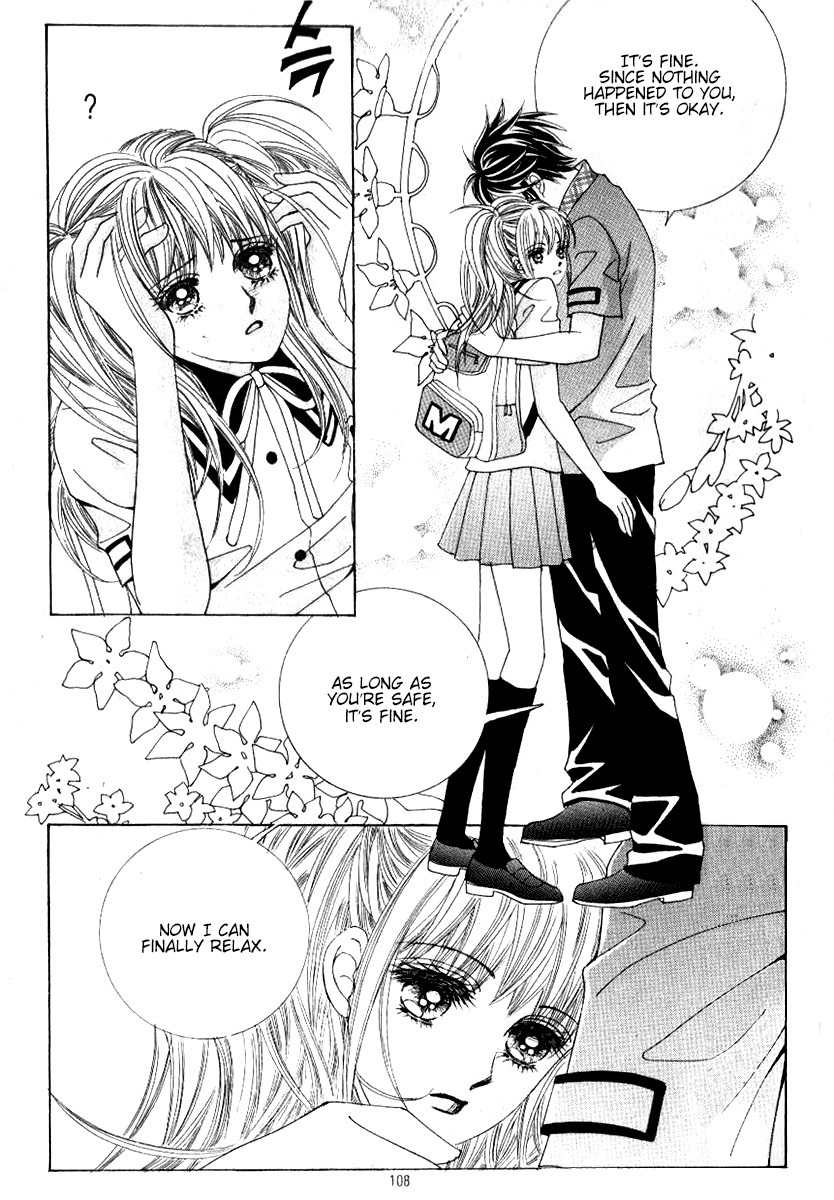 ?
IT'S FINE.
SINCE NOTHING
HAPPENED TO YOU,
THEN IT'S OKAY.
M
AS LONG AS
YOU'RE SAFE,
IT'S FINE.
NOW I CAN
FINALLY RELAX.
108